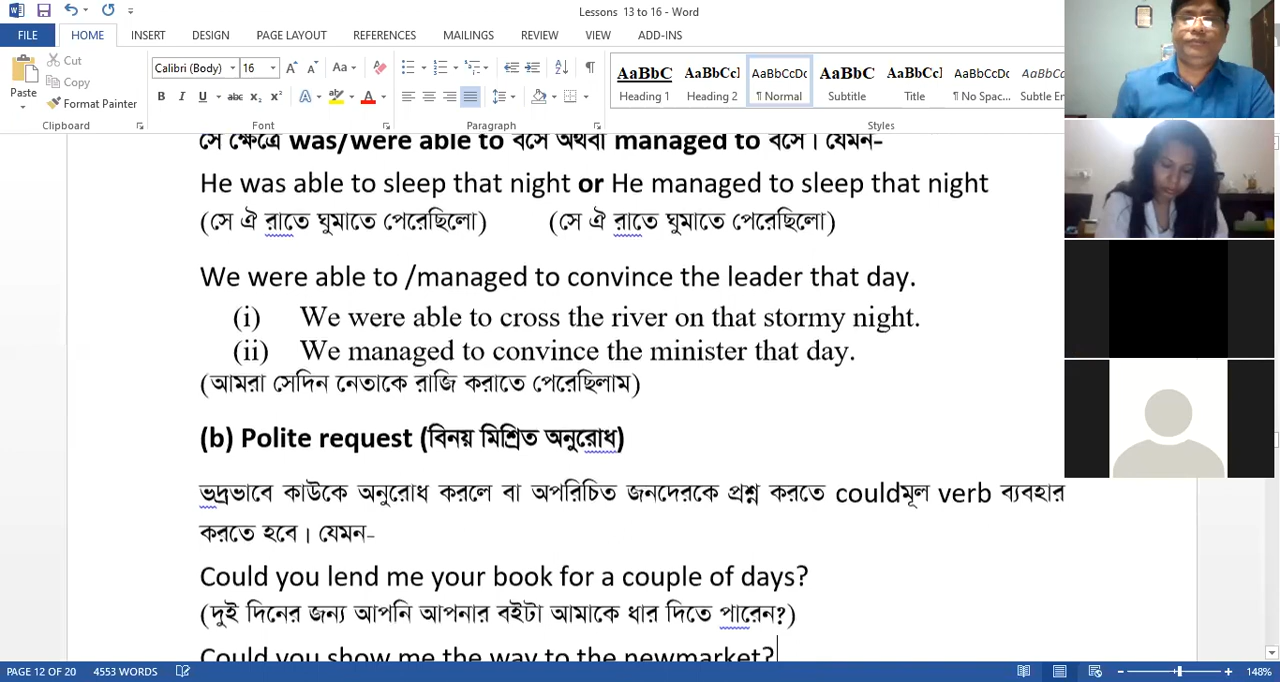 Lessons 13 to 16 - Word
FILE HOME INSERT DESIGN PAGE LAYOUT REFERENCES MAILINGS REVIEW VIEW ADD-INS
Cut
Copy
Format Painter
Paste
Calibri (Body) 16
AaBbC AaBbCcI AaBbCcDc AaBbC AaBbCcI AaBbCcDc AaBbCc
Heading 1 Heading 2 ¶ Normal Subtitle Title ¶ No Spac... Subtle Em
Clipboard Font Paragraph Styles
সে ক্ষেত্রে was/were able to বসে অথবা managed to বসে। যেমন-
He was able to sleep that night or He managed to sleep that night
(সে ঐ রাতে ঘুমাতে পেরেছিলো) (সে ঐ রাতে ঘুমাতে পেরেছিলো)
We were able to /managed to convince the leader that day.
(i) We were able to cross the river on that stormy night.
(ii) We managed to convince the minister that day.
(আমরা সেদিন নেতাকে রাজি করাতে পেরেছিলাম)
(b) Polite request (বিনয় মিশ্রিত অনুরোধ)
ভদ্রভাবে কাউকে অনুরোধ করলে বা অপরিচিত জনদেরকে প্রশ্ন করতে couldমূল verb ব্যবহার
করতে হবে। যেমন-
Could you lend me your book for a couple of days?
(দুই দিনের জন্য আপনি আপনার বইটা আমাকে ধার দিতে পারেন?)
Could you show me the way to the newmarket?
PAGE 12 OF 20 4553 WORDS 148%